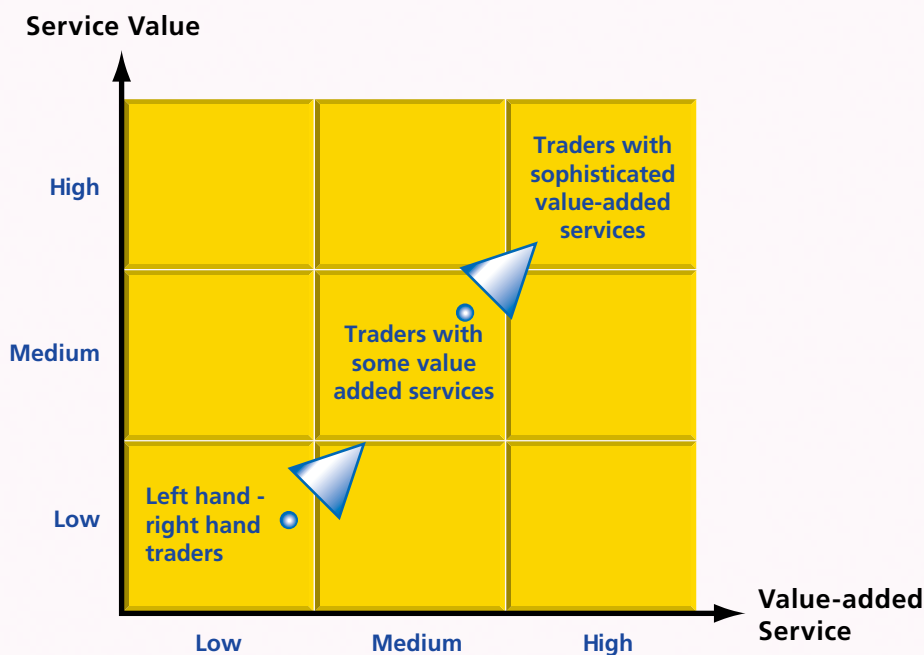 Service Value
High
Traders with
sophisticated
value-added
services
Medium
Traders with
some value
added services
Low
Left hand -
right hand
traders
Low
Medium
High
Value-added
Service